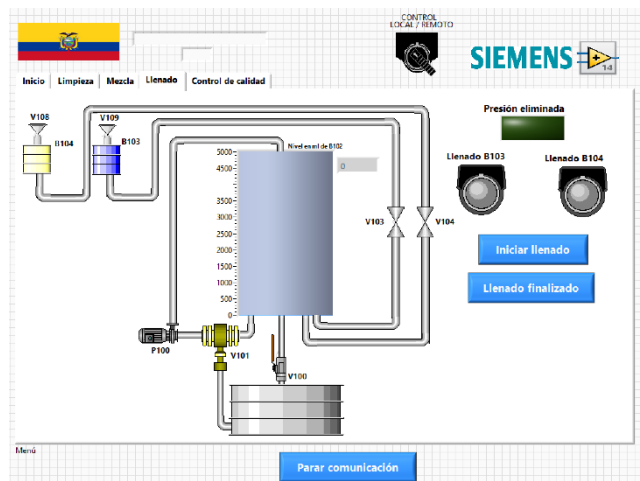 CONTROL
LOCAL / REMOTO
SIEMENS
14
Inicio
Limpieza
Mezcla
Llenado
Control de calidad
V108
V109
B104
B103
Nivel en ml de B102
0
5000
4500
3500
3000
2500
2000
1500
1000
500
0
V103
V104
P100
V101
V100
Presión eliminada
Llenado B103
Llenado B104
Iniciar llenado
Llenado finalizado
Menú
Parar comunicación